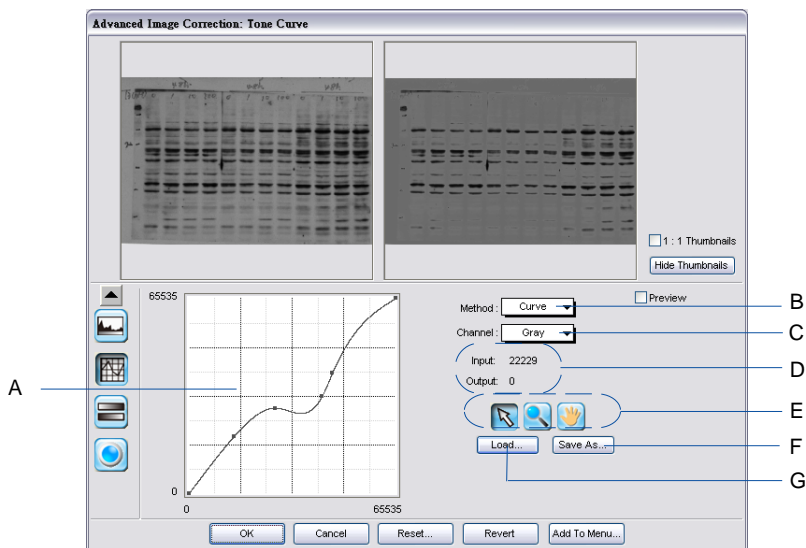 Advanced Image Correction: Tone Curve
1 : 1 Thumbnails
Hide Thumbnails
65535
0
0
65535
Method : Curve
Preview
Channel : Gray
Input: 22229
Output: 0
Load...
Save As...
OK
Cancel
Reset...
Revert
Add To Menu...
A
B
C
D
E
F
G